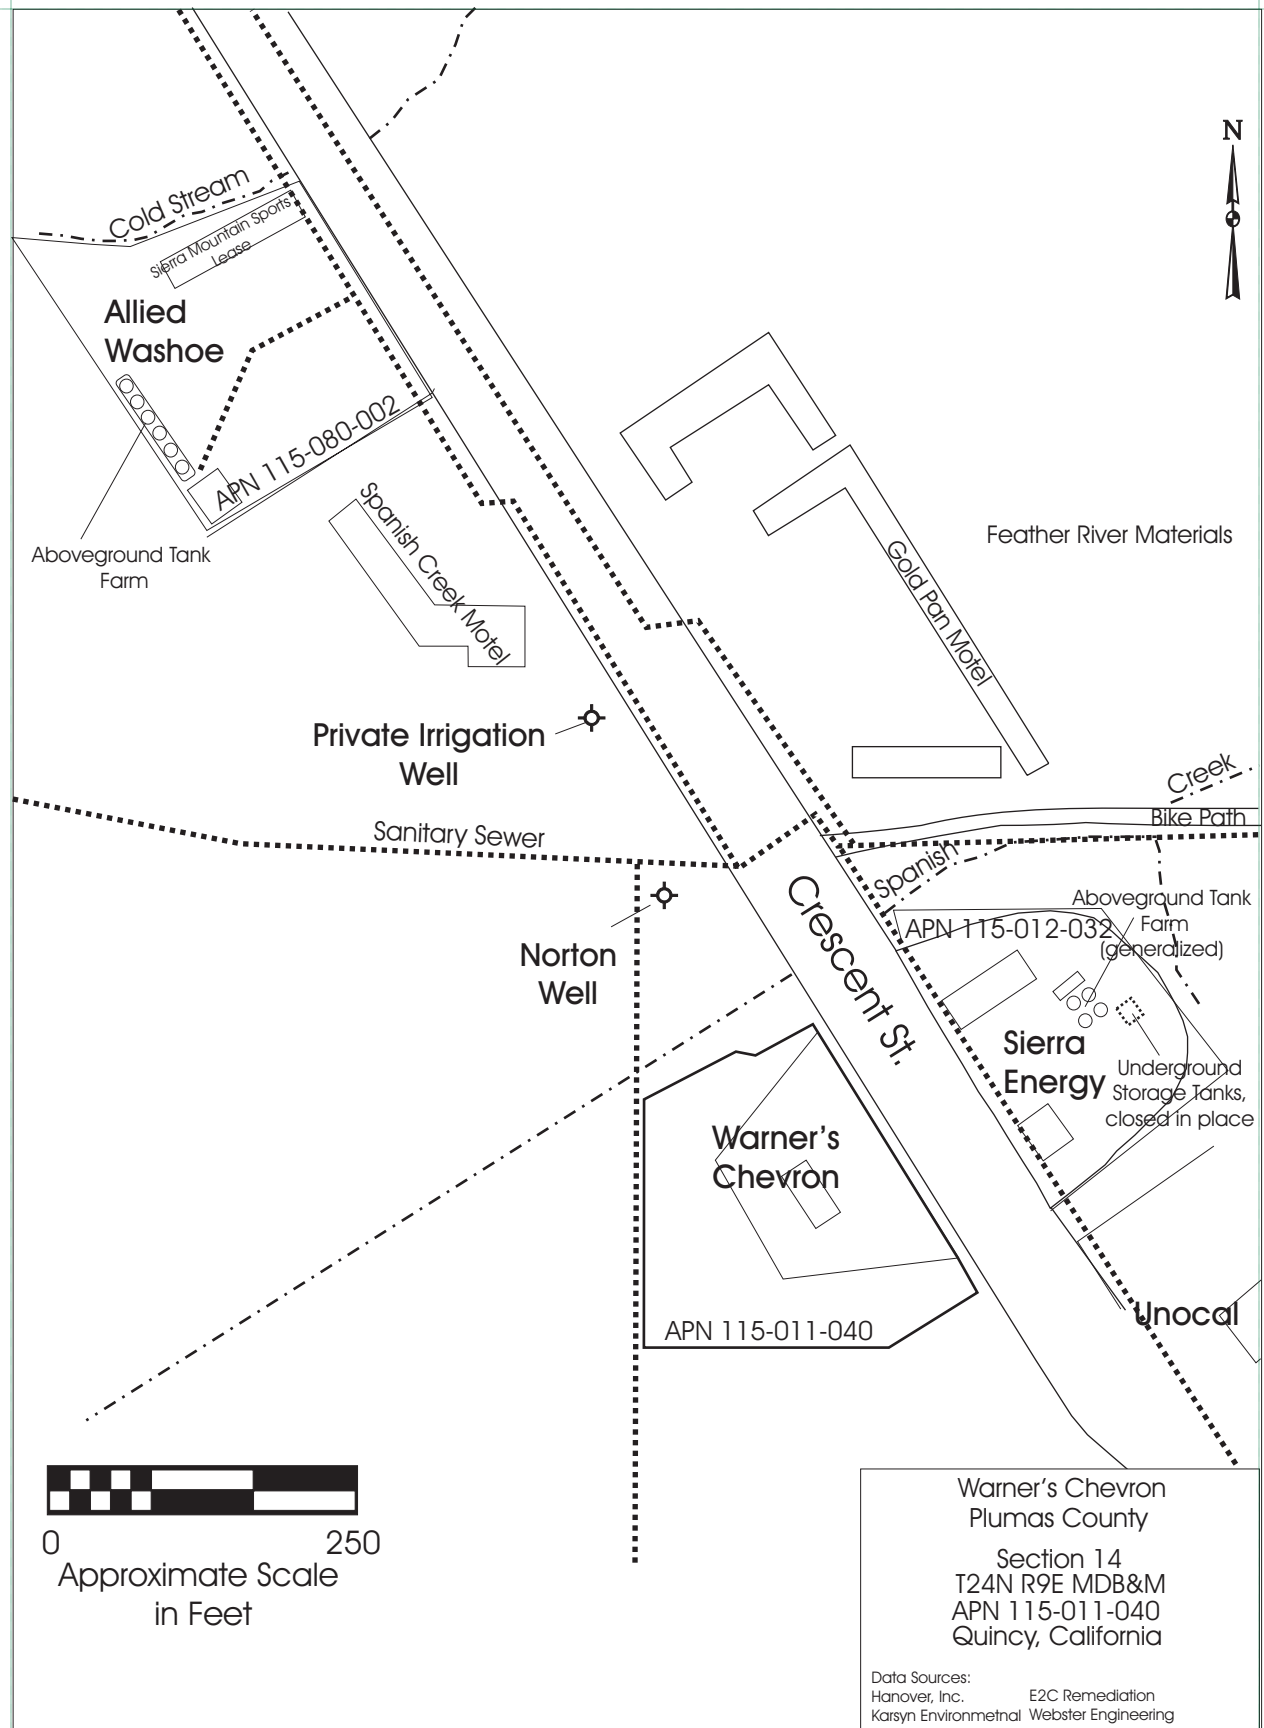 N
Cold Stream
Sierra Mountain Sports
Lease
Allied
Washoe
APN 115-080-002
Aboveground Tank
Farm
Spanish Creek Motel
Feather River Materials
Gold Pan Motel
Private Irrigation
Well
Creek
Bike Path
Sanitary Sewer
Spanish
Crescent St.
Aboveground Tank
Farm
(generalized)
APN 115-012-032
Norton
Well
Sierra
Energy
Underground
Storage Tanks,
closed in place
Warner's
Chevron
Unocal
APN 115-011-040
0 250
Approximate Scale
in Feet
Warner's Chevron
Plumas County
Section 14
T24N R9E MDB&M
APN 115-011-040
Quincy, California
Data Sources:
Hanover, Inc. E2C Remediation
Karsyn Environmetnal Webster Engineering